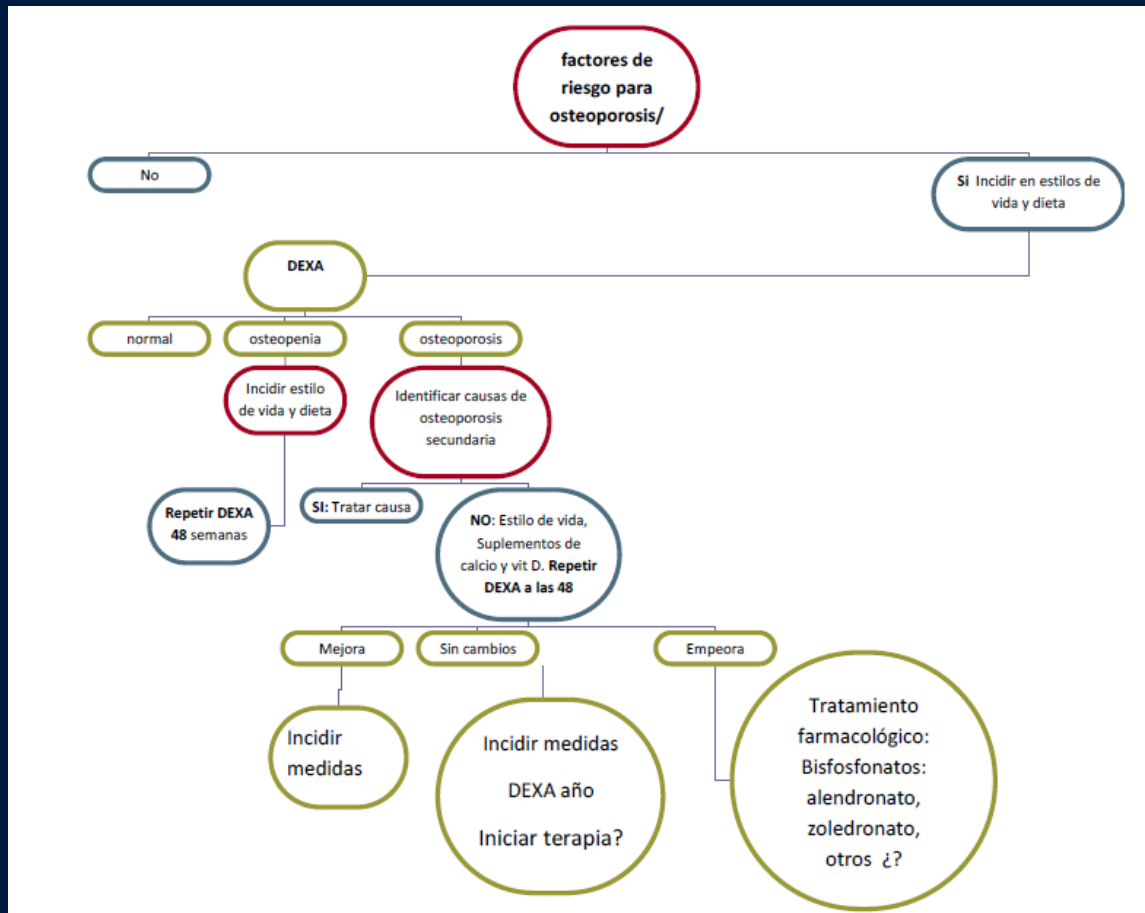 factores de
riesgo para
osteoporosis/
No
Si Incidir en estilos de
vida y dieta
DEXA
normal
osteopenia
osteoporosis
Incidir estilo
de vida y dieta
Identificar causas de
osteoporosis
secundaria
Repetir DEXA
48 semanas
SI: Tratar causa
NO: Estilo de vida,
Suplementos de
calcio y vit D. Repetir
DEXA a las 48
Mejora
Sin cambios
Empeora
Incidir
medidas
Incidir medidas
DEXA año
Iniciar terapia?
Tratamiento
farmacológico:
Bisfosfonatos:
alendronato,
zoledronato,
otros ¿?